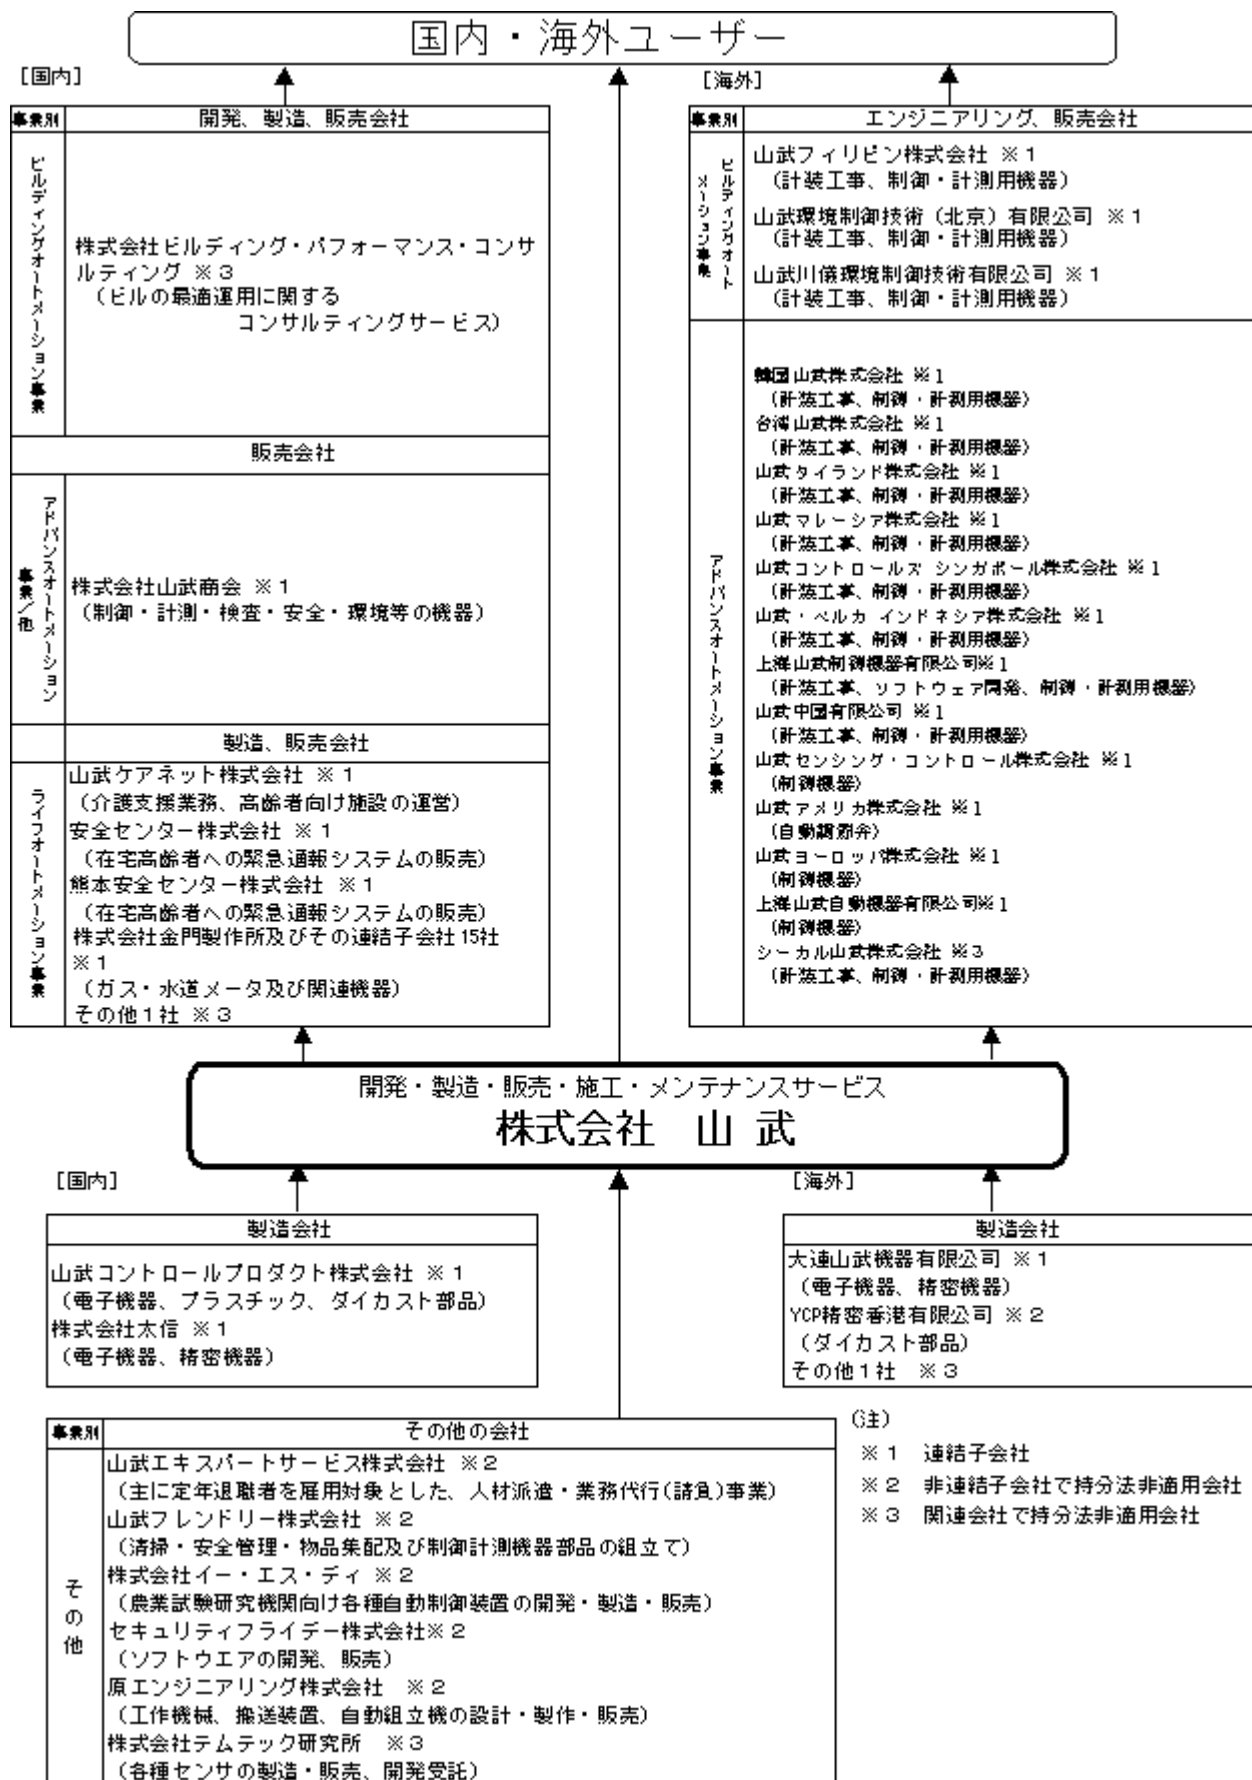 国内・海外ユーザー
[国内]
事業別
開発、製造、販売会社
ビルディングオートメーション事業
株式会社ビルディング・パフォーマンス・コンサ
ルティング ※3
(ビルの最適運用に関する
コンサルティングサービス)
販売会社
アドバンスオートメーション
事業/他
株式会社山武商会 ※1
(制御・計測・検査・安全・環境等の機器)
製造、販売会社
ライフオートメーション事業
山武ケアネット株式会社 ※1
(介護支援業務、高齢者向け施設の運営)
安全センター株式会社 ※1
(在宅高齢者への緊急通報システムの販売)
熊本安全センター株式会社 ※1
(在宅高齢者への緊急通報システムの販売)
株式会社金門製作所及びその連結子会社15社
※1
(ガス・水道メータ及び関連機器)
その他1社 ※3
[海外]
事業別
エンジニアリング、販売会社
ビルディングオート
メーション事業
山武フィリピン株式会社 ※1
(計装工事、制御・計測用機器)
山武環境制御技術(北京)有限公司 ※1
(計装工事、制御・計測用機器)
山武川儀環境制御技術有限公司 ※1
(計装工事、制御・計測用機器)
アドバンスオートメーション事業
韓国山武株式会社 ※1
(計装工事、制御・計測用機器)
台湾山武株式会社 ※1
(計装工事、制御・計測用機器)
山武タイランド株式会社 ※1
(計装工事、制御・計測用機器)
山武マレーシア株式会社 ※1
(計装工事、制御・計測用機器)
山武コントロールズ シンガポール株式会社 ※1
(計装工事、制御・計測用機器)
山武・ベルカ インドネシア株式会社 ※1
(計装工事、制御・計測用機器)
上海山武制御機器有限公司※1
(計装工事、ソフトウェア開発、制御・計測用機器)
山武中国有限公司 ※1
(計装工事、制御・計測用機器)
山武センシング・コントロール株式会社 ※1
(制御機器)
山武アメリカ株式会社 ※1
(自動調節弁)
山武ヨーロッパ株式会社 ※1
(制御機器)
上海山武自動機器有限公司※1
(制御機器)
シーカル山武株式会社 ※3
(計装工事、制御・計測用機器)
開発・製造・販売・施工・メンテナンスサービス
株式会社 山 武
[国内]
製造会社
山武コントロールプロダクト株式会社 ※1
(電子機器、プラスチック、ダイカスト部品)
株式会社太信 ※1
(電子機器、精密機器)
[海外]
製造会社
大連山武機器有限公司 ※1
(電子機器、精密機器)
YCP精密香港有限公司 ※2
(ダイカスト部品)
その他1社 ※3
事業別
その他の会社
その他
山武エキスパートサービス株式会社 ※2
(主に定年退職者を雇用対象とした、人材派遣・業務代行(請負)事業)
山武フレンドリー株式会社 ※2
(清掃・安全管理・物品集配及び制御計測機器部品の組立て)
株式会社イー・エス・ディ ※2
(農業試験研究機関向け各種自動制御装置の開発・製造・販売)
セキュリティフライデー株式会社※2
(ソフトウエアの開発、販売)
原エンジニアリング株式会社 ※2
(工作機械、搬送装置、自動組立機の設計・製作・販売)
株式会社テムテック研究所 ※3
(各種センサの製造・販売、開発受託)
(注)
※1 連結子会社
※2 非連結子会社で持分法非適用会社
※3 関連会社で持分法非適用会社